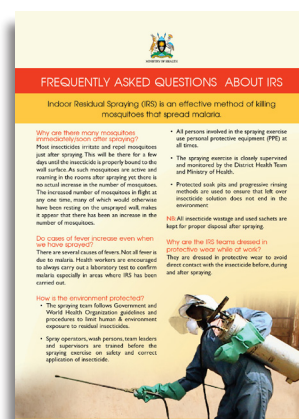 MINISTRY OF HEALTH
FREQUENTLY ASKED QUESTIONS ABOUT IRS
Indoor Residual Spraying (IRS) is an effective method of killing
mosquitoes that spread malaria.
Why are there many mosquitoes
immediately/soon after spraying?
Most insecticides irritate and repel mosquitoes
just after spraying. This will be there for a few
days until the insecticide is properly bound to the
wall surface. As such mosquitoes are active and
roaming in the rooms after spraying yet there is
no actual increase in the number of mosquitoes.
The increased number of mosquitoes in flight at
any one time, many of which would otherwise
have been resting on the unsprayed wall, makes
it appear that there has been an increase in the
number of mosquitoes.
Do cases of fever increase even when
we have sprayed?
There are several causes of fevers. Not all fever is
due to malaria. Health workers are encouraged
to always carry out a laboratory test to confirm
malaria especially in areas where IRS has been
carried out.
How is the environment protected?
• The spraying team follows Government and
World Health Organization guidelines and
procedures to limit human & environment
exposure to residual insecticides.
• Spray operators, wash persons, team leaders
and supervisors are trained before the
spraying exercise on safety and correct
application of insecticide.
• All persons involved in the spraying exercise
use personal protective equipment (PPE) at
all times.
• The spraying exercise is closely supervised
and monitored by the District Health Team
and Ministry of Health.
• Protected soak pits and progressive rinsing
methods are used to ensure that left over
insecticide solution does not end in the
environment
NB: All insecticide wastage and used sachets are
kept for proper disposal after spraying.
Why are the IRS teams dressed in
protective wear while at work?
They are dressed in protective wear to avoid
direct contact with the insecticide before, during
and after spraying.